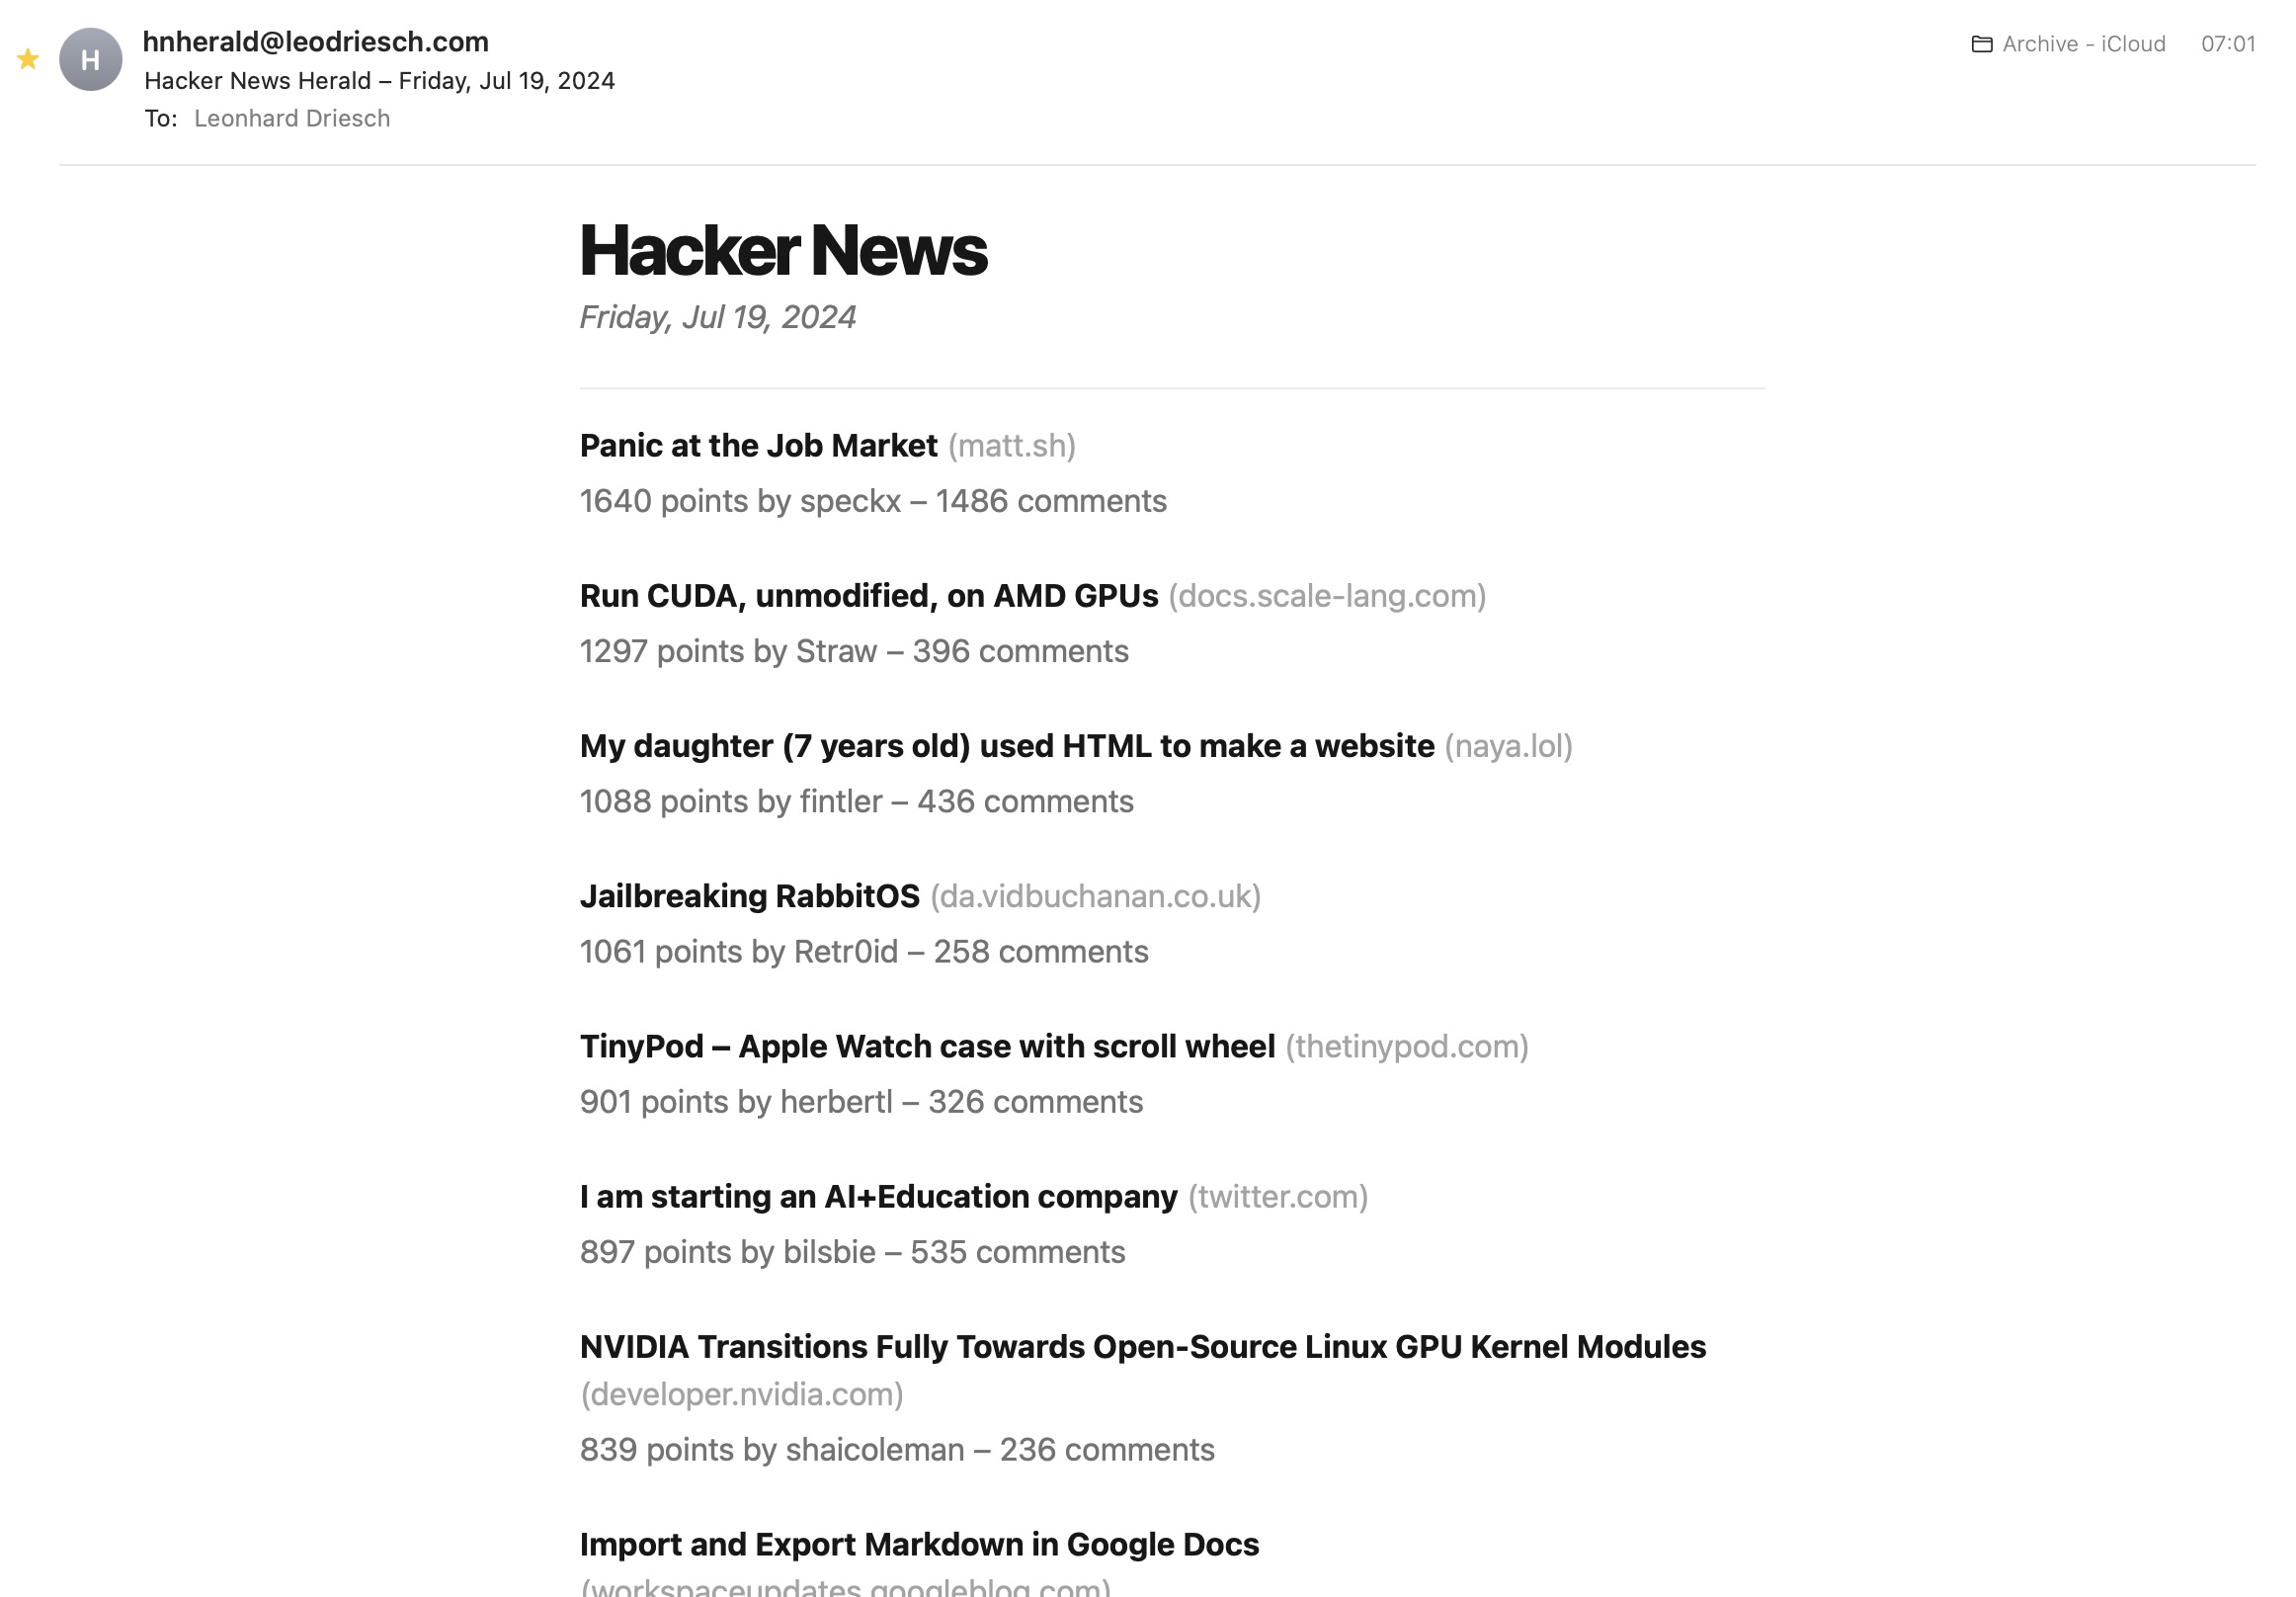 H
hnherald@leodriesch.com
Archive - iCloud 07:01
Hacker News Herald – Friday, Jul 19, 2024
To: Leonhard Driesch
Hacker News
Friday, Jul 19, 2024
Panic at the Job Market (matt.sh)
1640 points by speckx – 1486 comments
Run CUDA, unmodified, on AMD GPUs (docs.scale-lang.com)
1297 points by Straw – 396 comments
My daughter (7 years old) used HTML to make a website (naya.lol)
1088 points by fintler – 436 comments
Jailbreaking RabbitOS (da.vidbuchanan.co.uk)
1061 points by Retr0id – 258 comments
TinyPod – Apple Watch case with scroll wheel (thetinypod.com)
901 points by herbertl – 326 comments
I am starting an AI+Education company (twitter.com)
897 points by bilsbie – 535 comments
NVIDIA Transitions Fully Towards Open-Source Linux GPU Kernel Modules
(developer.nvidia.com)
839 points by shaicoleman – 236 comments
Import and Export Markdown in Google Docs
(workspaceupdates.googleblog.com)